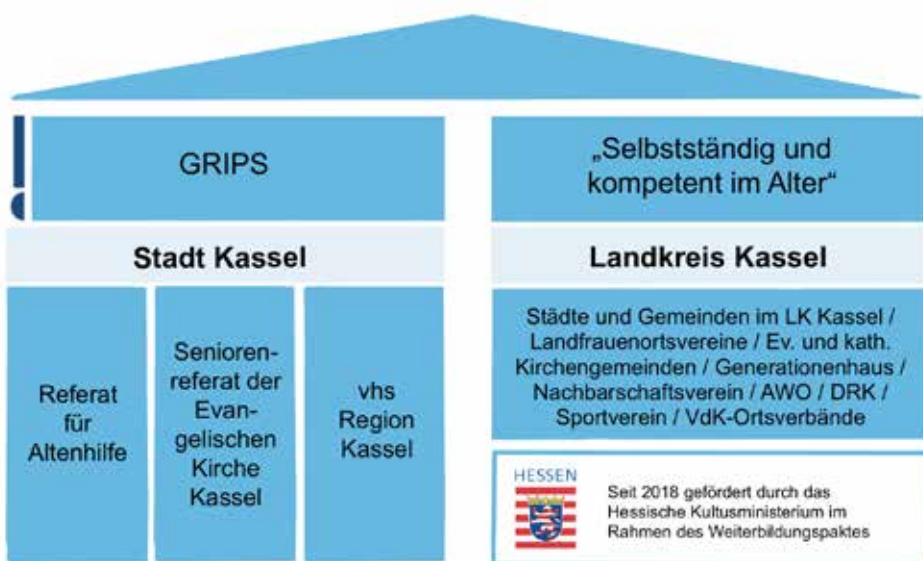 GRIPS
Stadt Kassel
Referat
für
Altenhilfe
Senioren-
referat der
Evan-
gelischen
Kirche
Kassel
vhs
Region
Kassel
„Selbstständig und
kompetent im Alter“
Landkreis Kassel
Städte und Gemeinden im LK Kassel /
Landfrauenortsvereine / Ev. und kath.
Kirchengemeinden / Generationenhaus /
Nachbarschaftsverein / AWO / DRK /
Sportverein / VdK-Ortsverbände
HESSEN
Seit 2018 gefördert durch das
Hessische Kultusministerium im
Rahmen des Weiterbildungspaktes